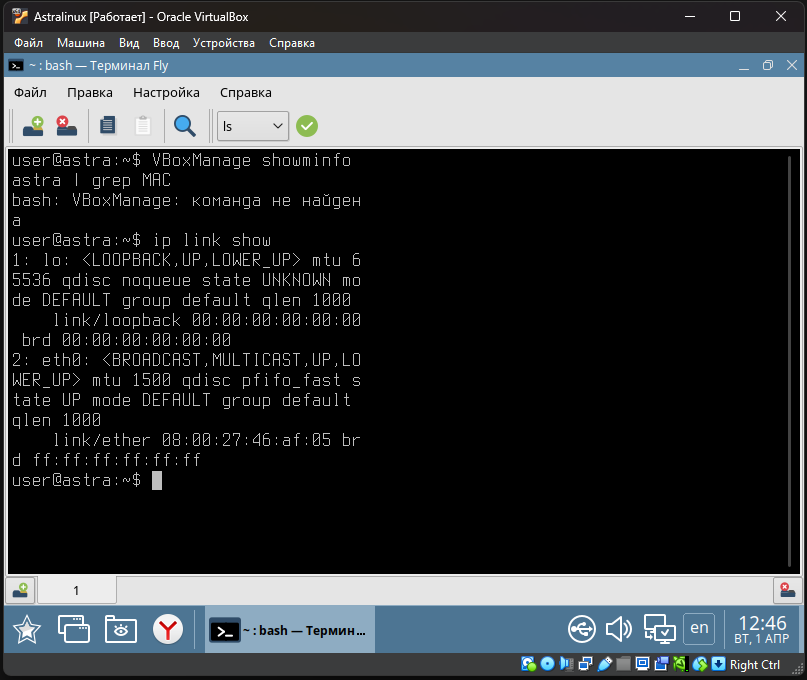 Astralinux [Работает] - Oracle VirtualBox
Файл Машина Вид Ввод Устройства Справка
~ : bash — Терминал Fly
Файл Правка Настройка Справка
ls
user@astra:~$ VBoxManage showminfo
astra | grep MAC
bash: VBoxManage: команда не найден
а
user@astra:~$ ip link show
1: lo: <LOOPBACK,UP,LOWER_UP> mtu 6
5536 qdisc noqueue state UNKNOWN mo
de DEFAULT group default qlen 1000
    link/loopback 00:00:00:00:00:00
 brd 00:00:00:00:00:00
2: eth0: <BROADCAST,MULTICAST,UP,LO
WER_UP> mtu 1500 qdisc pfifo_fast s
tate UP mode DEFAULT group default
qlen 1000
    link/ether 08:00:27:46:af:05 br
d ff:ff:ff:ff:ff:ff
user@astra:~$
1
~ : bash — Термин...
en
12:46
ВТ, 1 АПР
Right Ctrl